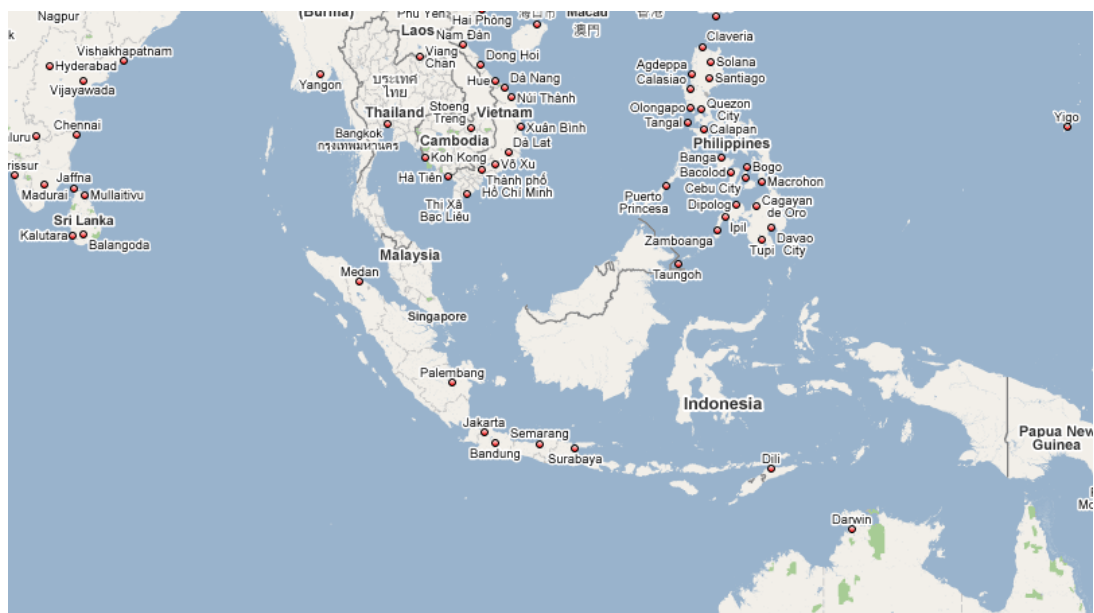 (Burma)
Phu Yen
Macau
Nagpur
Hai Phòng
海口市
澳門
Laos
Nam Đàn
Claveria
Vishakhapatnam
Viang
Chan
Dong Hoi
Solana
Hyderabad
Agdeppa
Calasiao
Santiago
Vijayawada
Yangon
ประเทศ
ไทย
Hue
Dà Nang
Núi Thành
Thailand
Stoeng
Treng
Vietnam
Olongapo
Quezon
City
Yigo
Chennai
Bangkok
กรุงเทพมหานคร
Xuân Bình
Tangal
Calapan
Cambodia
Dà Lat
Philippines
Koh Kong
Võ Xu
Banga
Bogo
Jaffna
Hà Tiên
Thành phố
Hồ Chí Minh
Bacolod
Madurai
Mullaitivu
Cebu City
Macrohon
Thị Xã
Bạc Liêu
Puerto
Princesa
Dipolog
Cagayan
de Oro
Sri Lanka
Ipil
Kalutara
Balangoda
Zamboanga
Davao
City
Tupi
Malaysia
Medan
Taungoh
Singapore
Palembang
Indonesia
Jakarta
Semarang
Bandung
Surabaya
Papua New
Guinea
Dili
Darwin